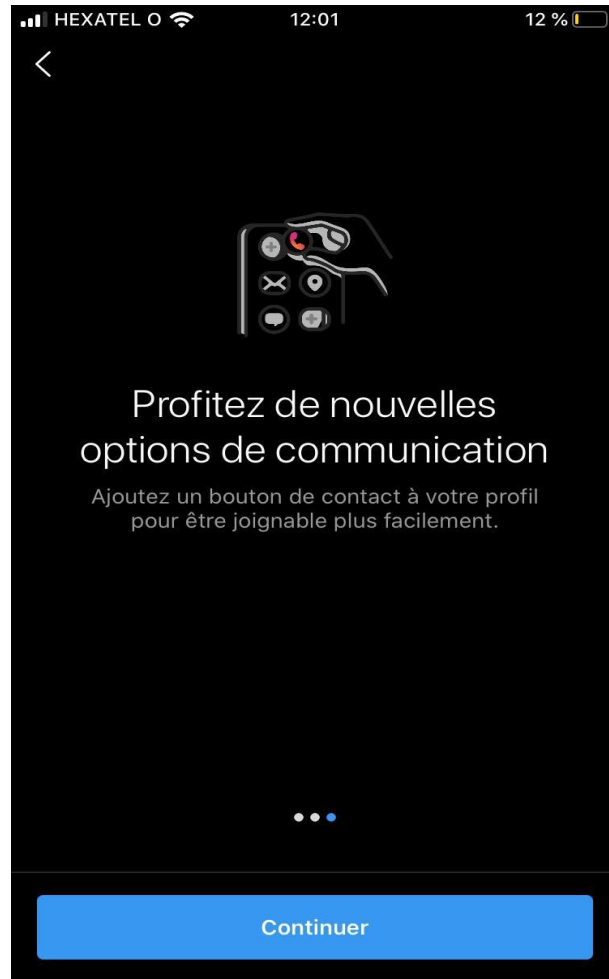 HEXATEL O 12:01 12 %
Profitez de nouvelles
options de communication
Ajoutez un bouton de contact à votre profil
pour être joignable plus facilement.
Continuer